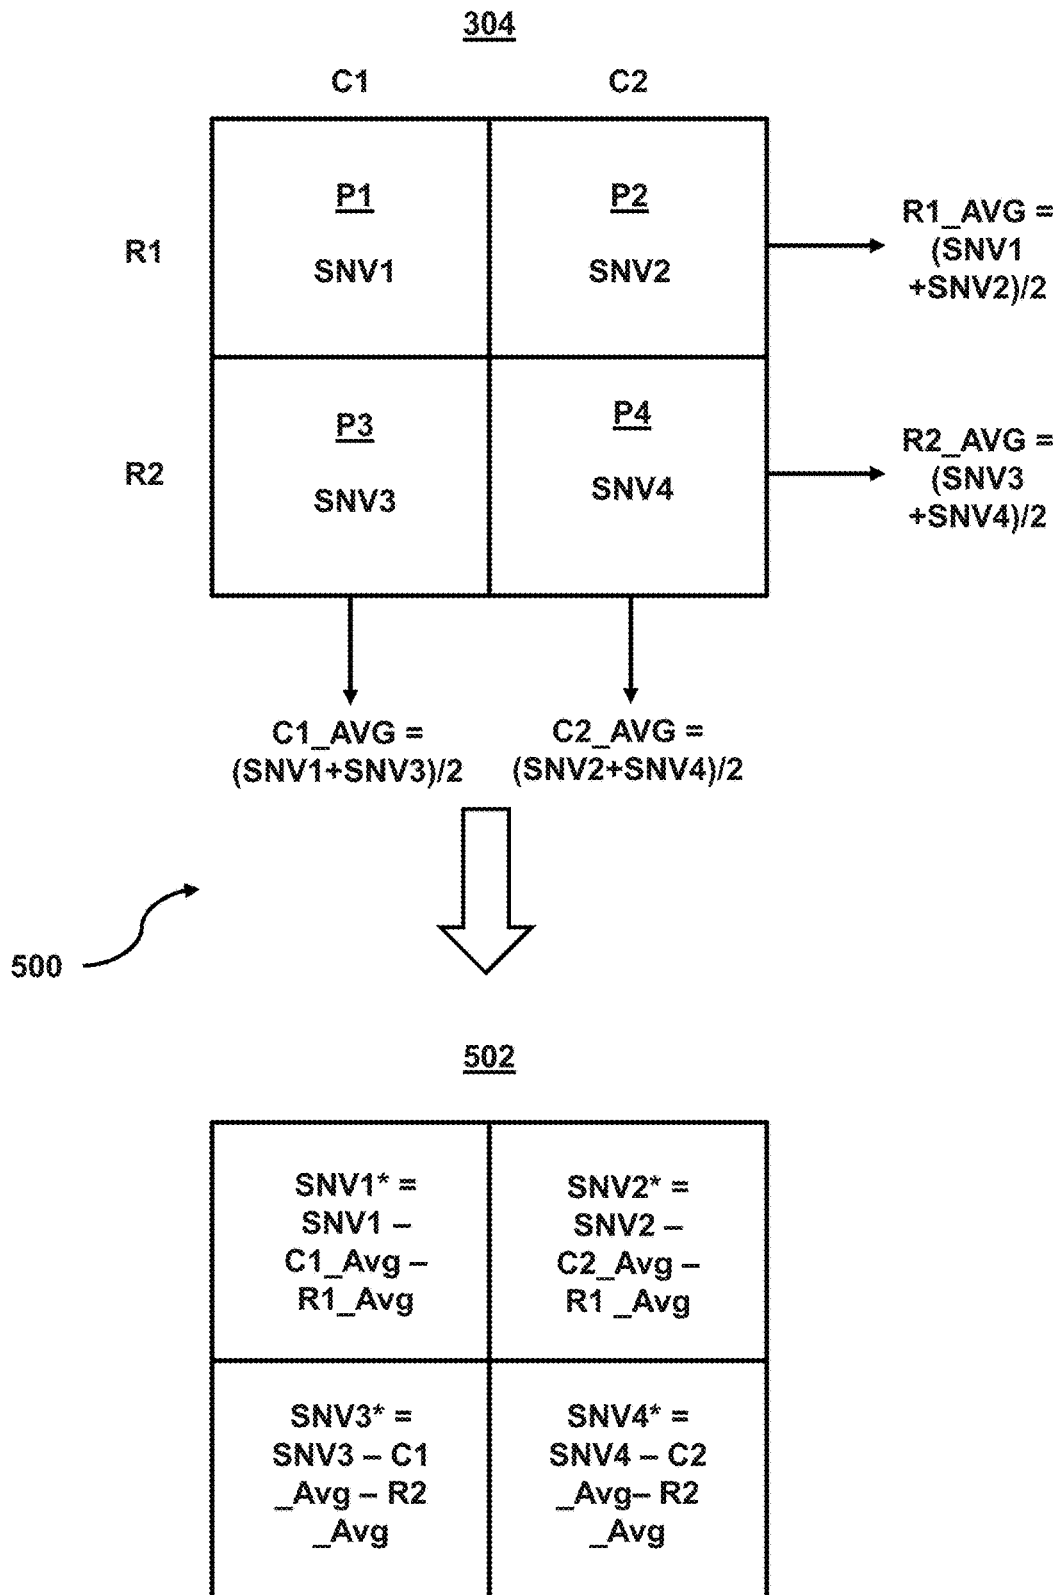 304
C1 C2
P1 P2
R1_AVG =
(SNV1
+SNV2)/2
R1
SNV1 SNV2
P3 P4
R2_AVG =
(SNV3
+SNV4)/2
R2
SNV3 SNV4
C1_AVG =
(SNV1+SNV3)/2
C2_AVG =
(SNV2+SNV4)/2
500
502
SNV1* =
SNV1 –
C1_Avg –
R1_Avg
SNV2* =
SNV2 –
C2_Avg –
R1 _Avg
SNV3* =
SNV3 – C1
_Avg – R2
_Avg
SNV4* =
SNV4 – C2
_Avg– R2
_Avg